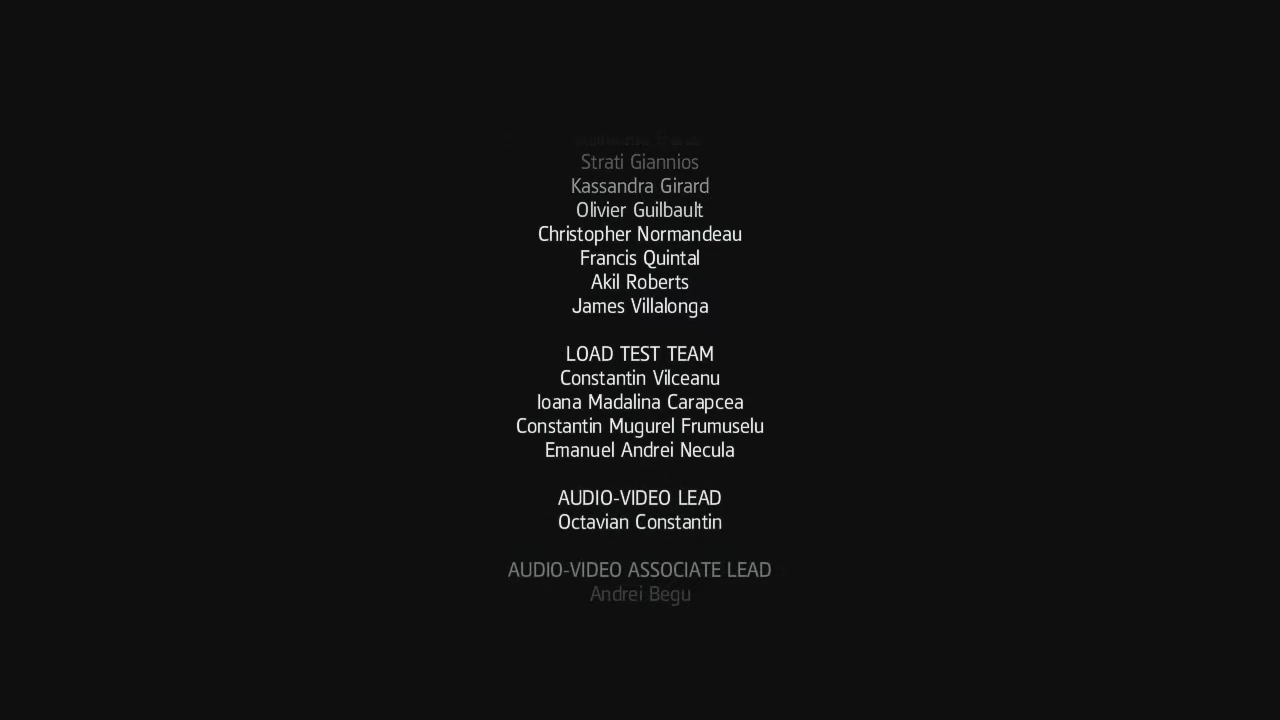 Strati Giannios
Kassandra Girard
Olivier Guilbault
Christopher Normandeau
Francis Quintal
Akil Roberts
James Villalonga
LOAD TEST TEAM
Constantin Vilceanu
Ioana Madalina Carapcea
Constantin Mugurel Frumuselu
Emanuel Andrei Necula
AUDIO-VIDEO LEAD
Octavian Constantin
AUDIO-VIDEO ASSOCIATE LEAD
Andrei Begu